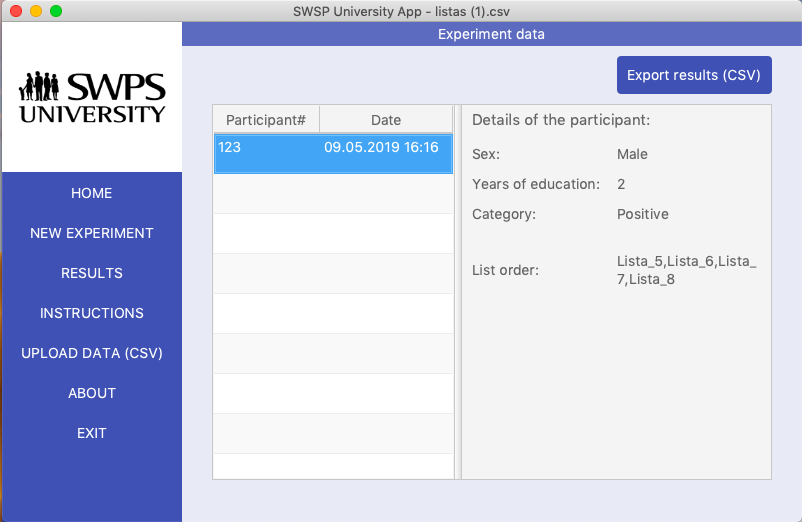 SWSP University App - listas (1).csv
SWPS
UNIVERSITY
HOME
NEW EXPERIMENT
RESULTS
INSTRUCTIONS
UPLOAD DATA (CSV)
ABOUT
EXIT
Experiment data
Export results (CSV)
Participant# Date
123 09.05.2019 16:16
Details of the participant:
Sex: Male
Years of education: 2
Category: Positive
List order: Lista_5,Lista_6,Lista_
7,Lista_8